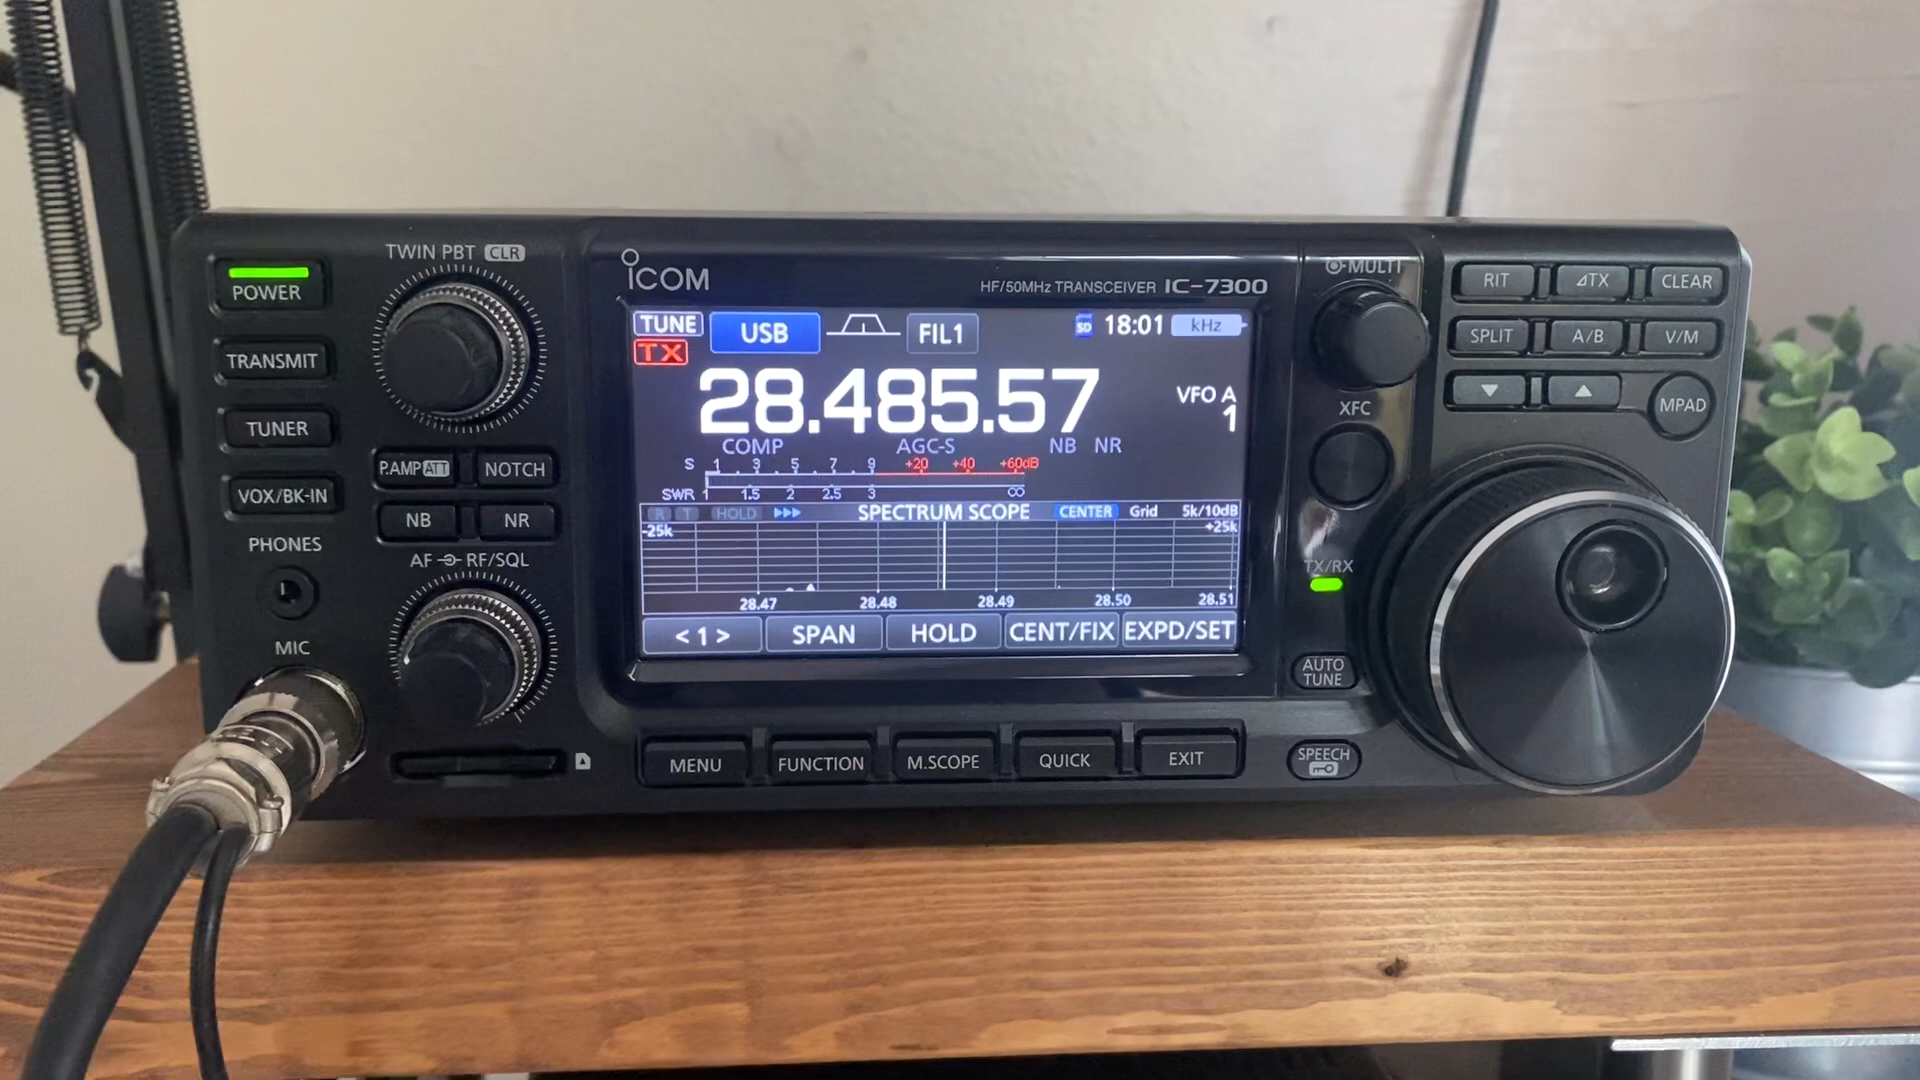 TWIN PBT CLR
POWER
TRANSMIT
TUNER
VOX/BK-IN
PHONES
MIC
P.AMP ATT
NOTCH
NB
NR
AF RF/SQL
ICOM
HF/50MHz TRANSCEIVER IC-7300
TUNE
USB
FIL1
SD
18:01
kHz
TX
28.485.57
VFO A
1
COMP
AGC-S
NB
NR
S 1 3 5 7 9 +20 +40 +60dB
SWR 1 1.5 2 2.5 3 ∞
R T HOLD
SPECTRUM SCOPE
CENTER
Grid
5k/10dB
-25k
+25k
28.47 28.48 28.49 28.50 28.51
<1>
SPAN
HOLD
CENT/FIX
EXPD/SET
MENU
FUNCTION
M.SCOPE
QUICK
EXIT
MULTI
XFC
TX/RX
AUTO
TUNE
SPEECH
RIT
⊿TX
CLEAR
SPLIT
A/B
V/M
MPAD